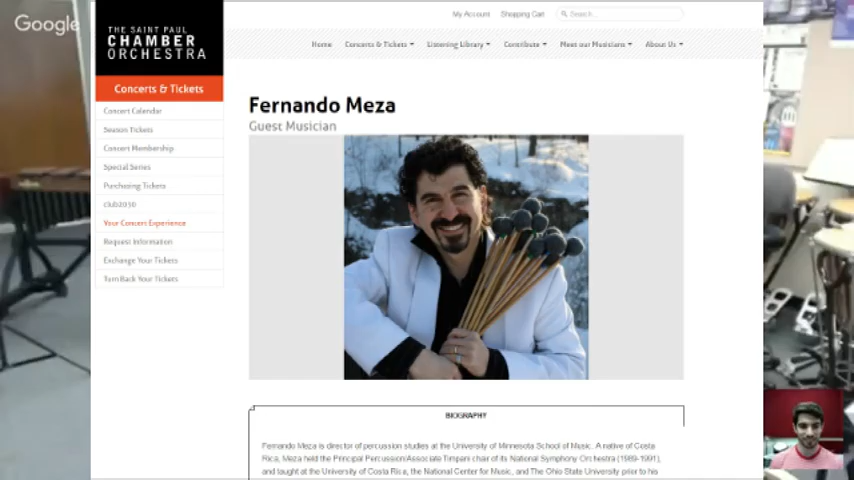 Google
THE SAINT PAUL
CHAMBER
ORCHESTRA
My Account
Shopping Cart
Search...
Home
Concerts & Tickets
Listening Library
Contribute
Meet our Musicians
About Us
Concerts & Tickets
Concert Calendar
Season Tickets
Concert Membership
Special Series
Purchasing Tickets
club2030
Your Concert Experience
Request Information
Exchange Your Tickets
Turn Back Your Tickets
Fernando Meza
Guest Musician
BIOGRAPHY
Fernando Meza is director of percussion studies at the University of Minnesota School of Music. A native of Costa
Rica, Meza held the Principal Percussion/Associate Timpani chair of its National Symphony Orchestra (1989-1991),
and taught at the University of Costa Rica, the National Center for Music, and The Ohio State University prior to his